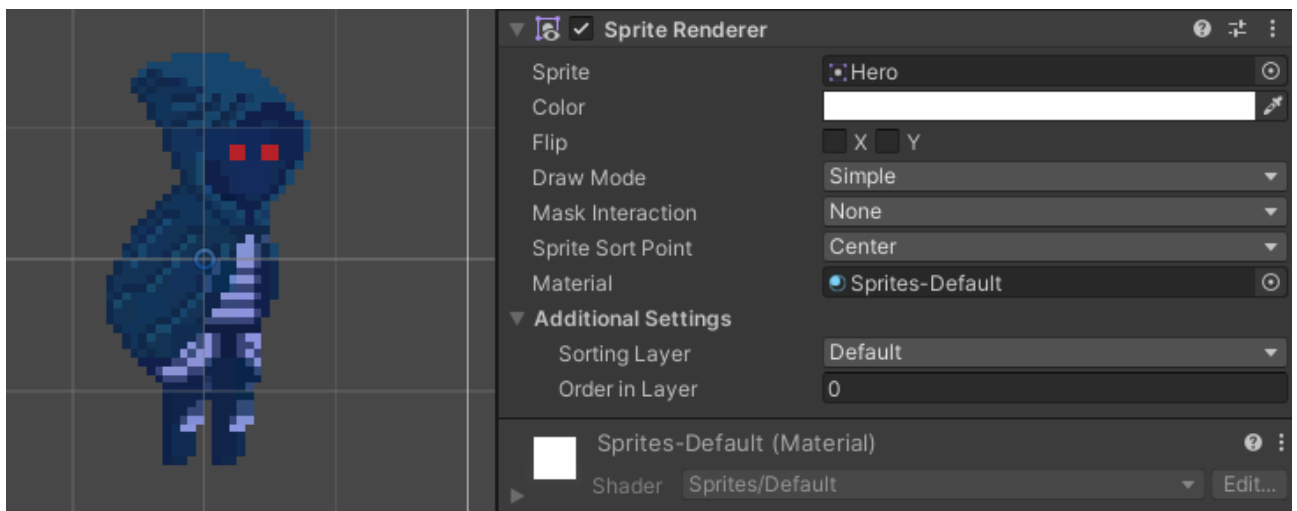 Sprite Renderer
Sprite Hero
Color
Flip X Y
Draw Mode Simple
Mask Interaction None
Sprite Sort Point Center
Material Sprites-Default
Additional Settings
Sorting Layer Default
Order in Layer 0
Sprites-Default (Material)
Shader Sprites/Default Edit...